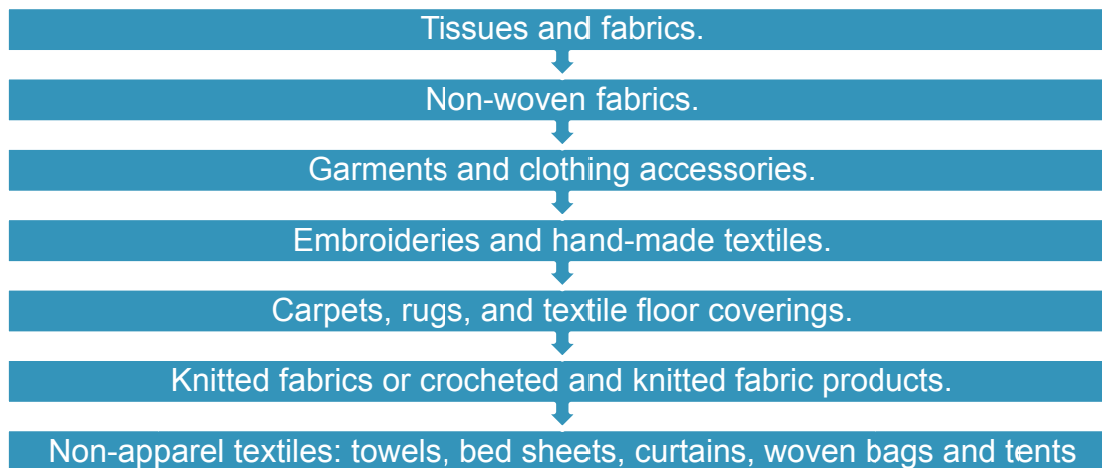 Tissues and fabrics.
Non-woven fabrics.
Garments and clothing accessories.
Embroideries and hand-made textiles.
Carpets, rugs, and textile floor coverings.
Knitted fabrics or crocheted and knitted fabric products.
Non-apparel textiles: towels, bed sheets, curtains, woven bags and tents